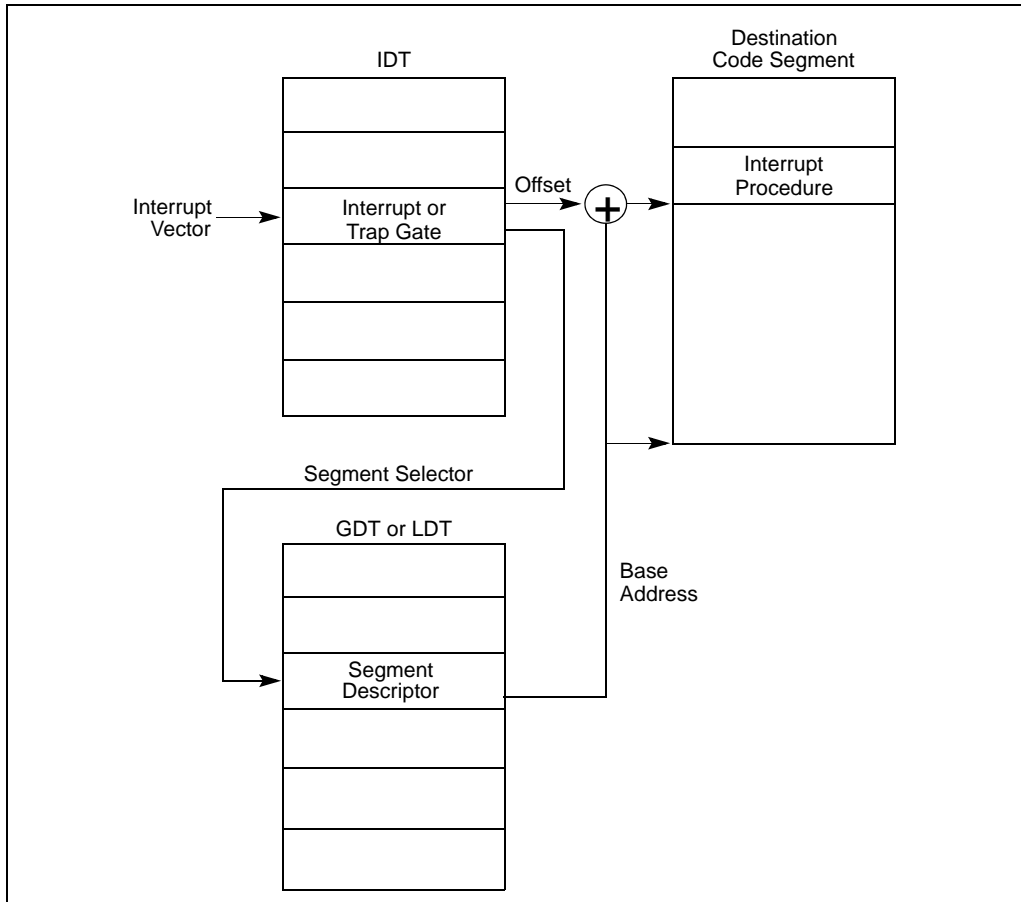 IDT
Destination
Code Segment
Interrupt
Vector
Interrupt or
Trap Gate
Offset
+
Interrupt
Procedure
Segment Selector
GDT or LDT
Segment
Descriptor
Base
Address